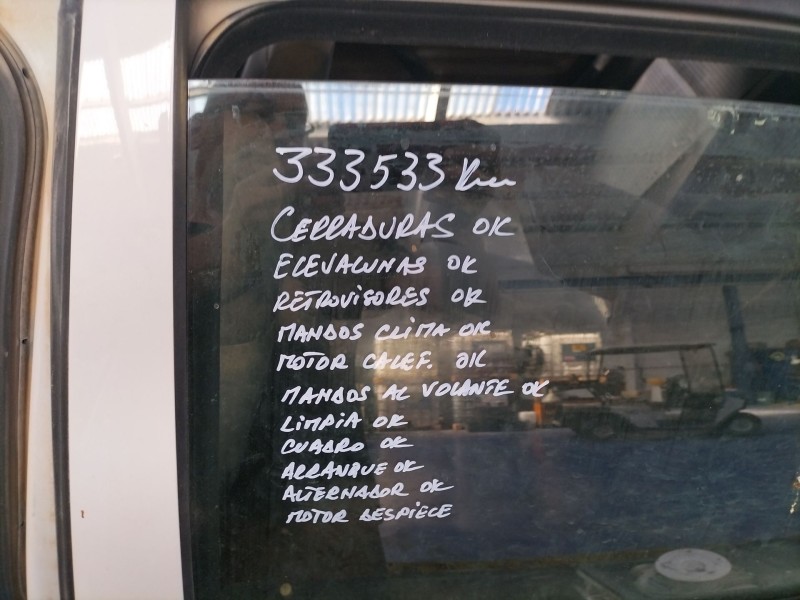 333533 Km
CERRADURAS OK
ELEVALUNAS OK
RETROVISORES OK
MANDOS CLIMA OK
MOTOR CALEF. OK
MANDOS AL VOLANTE OK
LIMPIA OK
CUADRO OK
ARRANQUE OK
ALTERNADOR OK
MOTOR DESPIECE